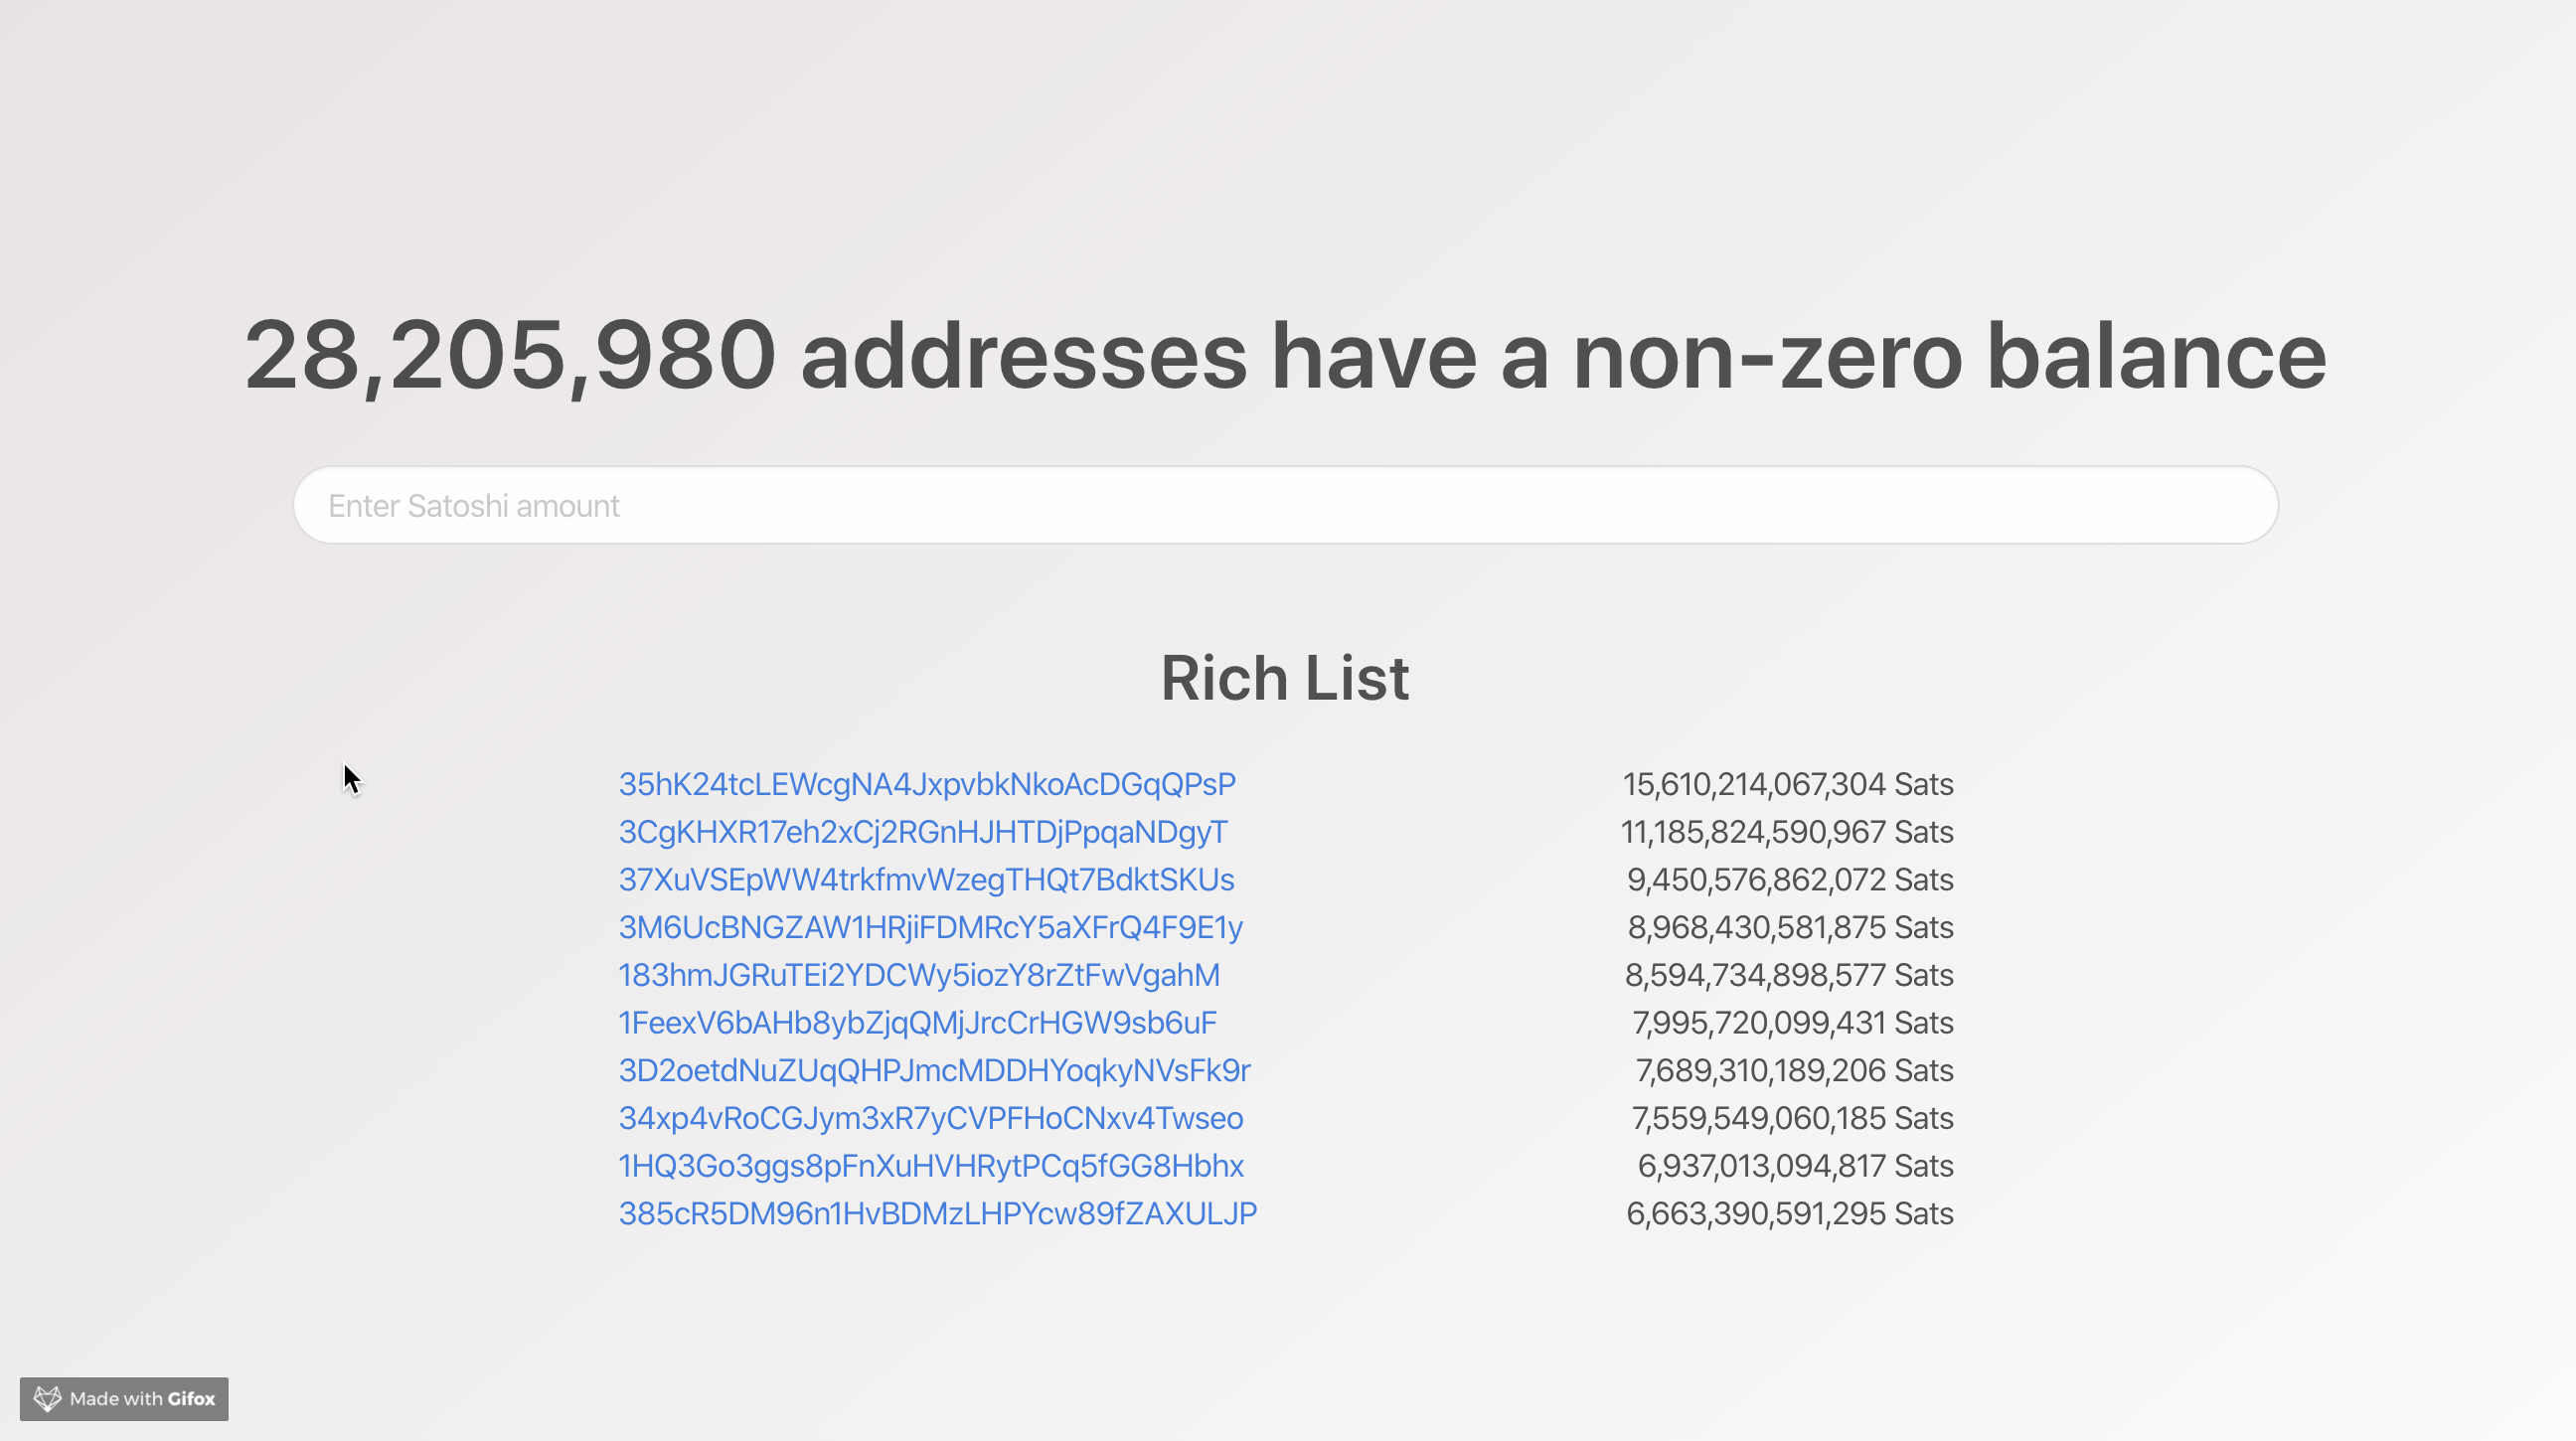 28,205,980 addresses have a non-zero balance
Enter Satoshi amount
Rich List
35hK24tcLEWcgNA4JxpvbkNkoAcDGqQPsP 15,610,214,067,304 Sats
3CgKHXR17eh2xCj2RGnHJHTDjPpqaNDgyT 11,185,824,590,967 Sats
37XuVSEpWW4trkfmvWzegTHQt7BdktSKUs 9,450,576,862,072 Sats
3M6UcBNGZAW1HRjiFDMRcY5aXFrQ4F9E1y 8,968,430,581,875 Sats
183hmJGRuTEi2YDCWy5iozY8rZtFwVgahM 8,594,734,898,577 Sats
1FeexV6bAHb8ybZjqQMjJrcCrHGW9sb6uF 7,995,720,099,431 Sats
3D2oetdNuZUqQHPJmcMDDHYoqkyNVsFk9r 7,689,310,189,206 Sats
34xp4vRoCGJym3xR7yCVPFHoCNxv4Twseo 7,559,549,060,185 Sats
1HQ3Go3ggs8pFnXuHVHRytPCq5fGG8Hbhx 6,937,013,094,817 Sats
385cR5DM96n1HvBDMzLHPYcw89fZAXULJP 6,663,390,591,295 Sats
Made with Gifox